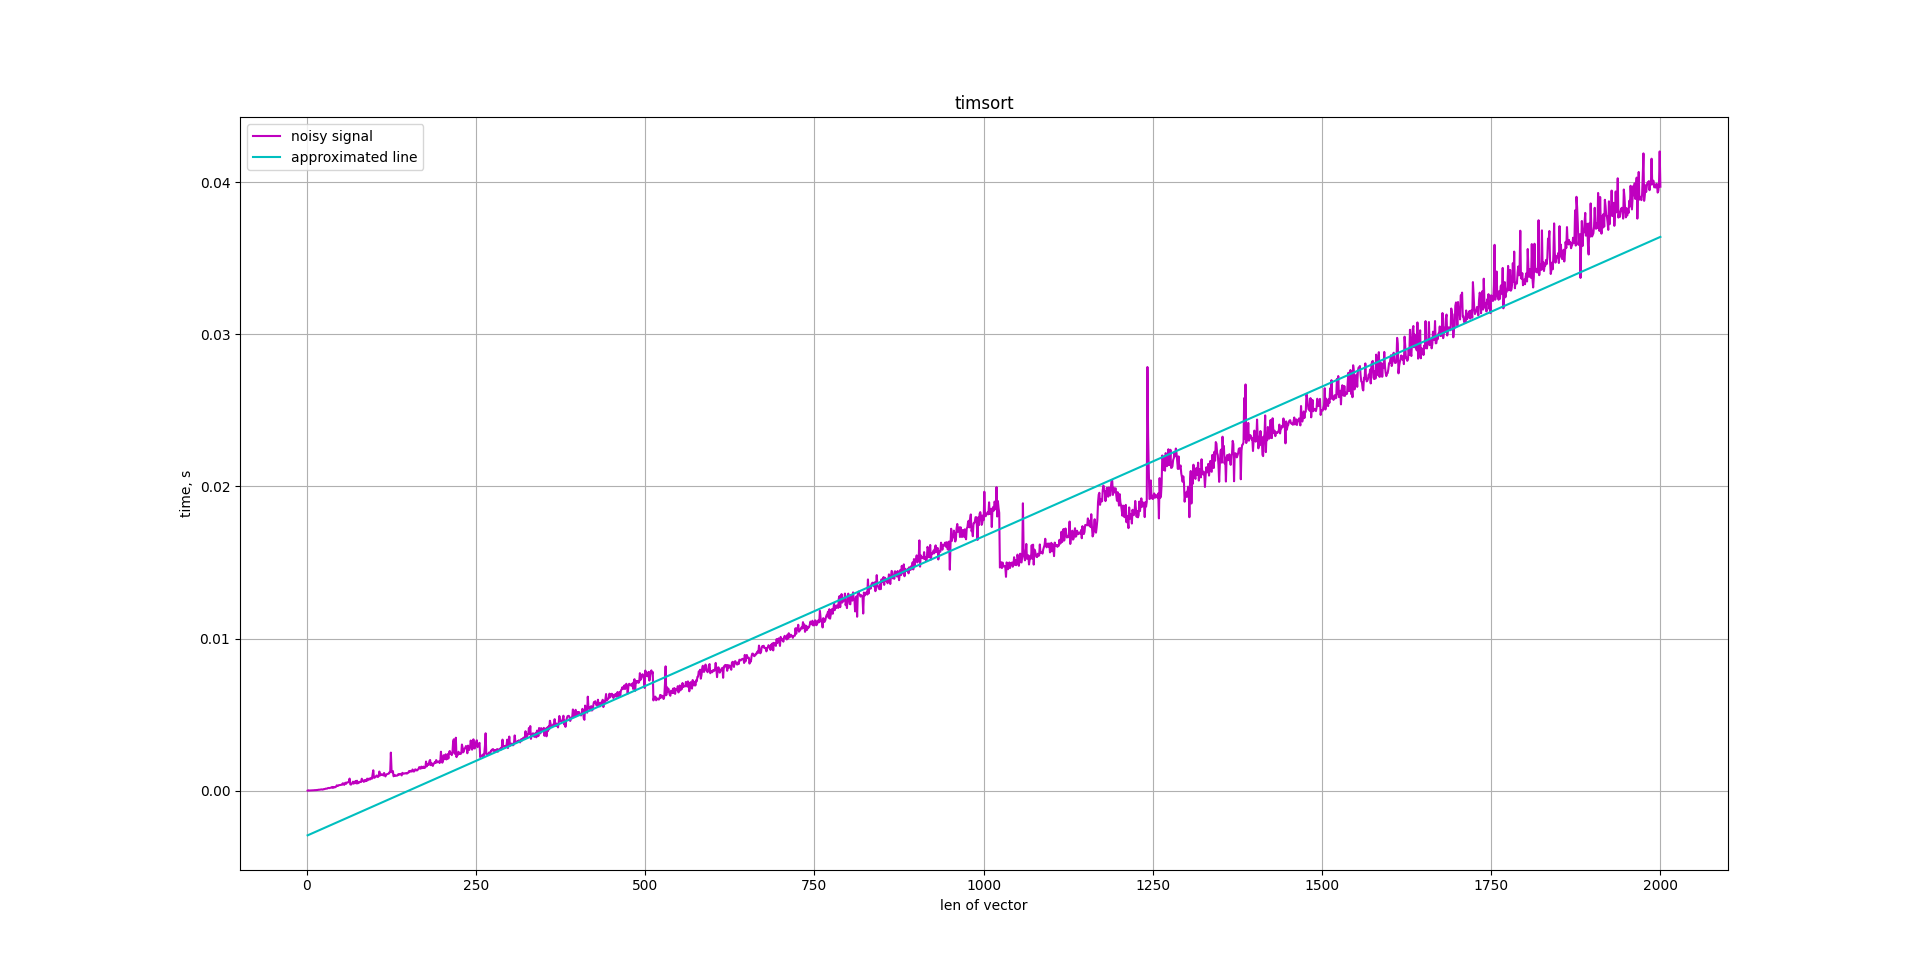 timsort
noisy signal
approximated line
0.04
0.03
0.02
0.01
0.00
time, s
0 250 500 750 1000 1250 1500 1750 2000
len of vector